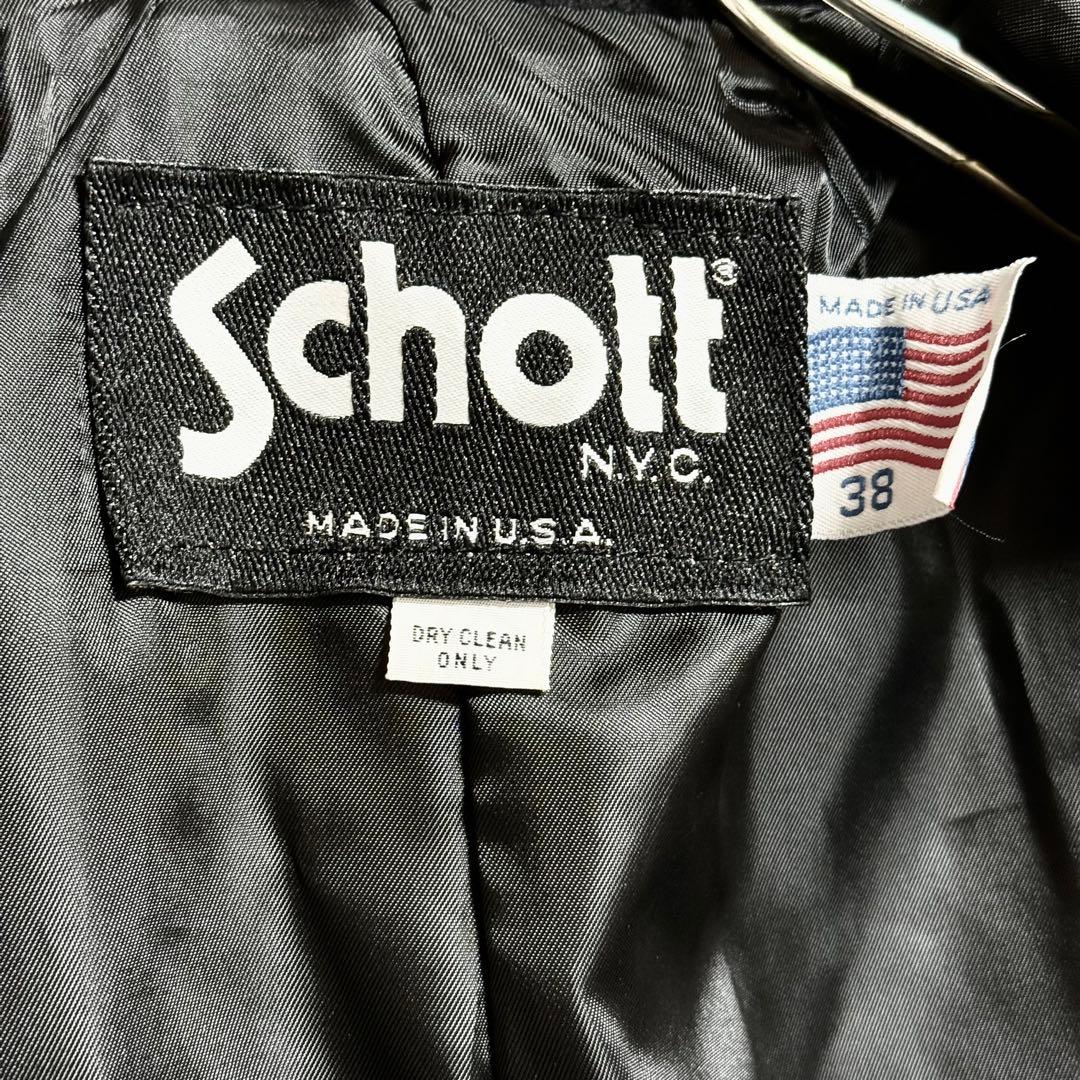 Schott®
N.Y.C.
MADE IN U.S.A.
MADE IN USA
38
DRY CLEAN
ONLY